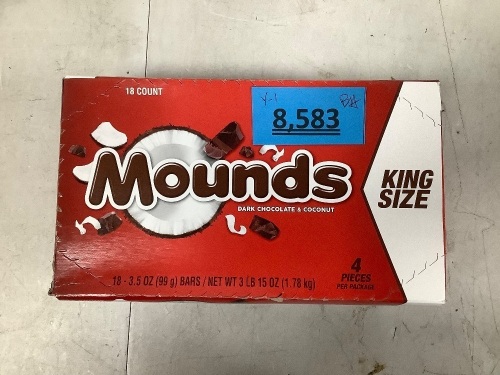 18 COUNT
Y-1
8,583
Mounds
DARK CHOCOLATE & COCONUT
KING
SIZE
18 - 3.5 OZ (99 g) BARS / NET WT 3 LB 15 OZ (1.78 kg)
4
PIECES
PER PACKAGE